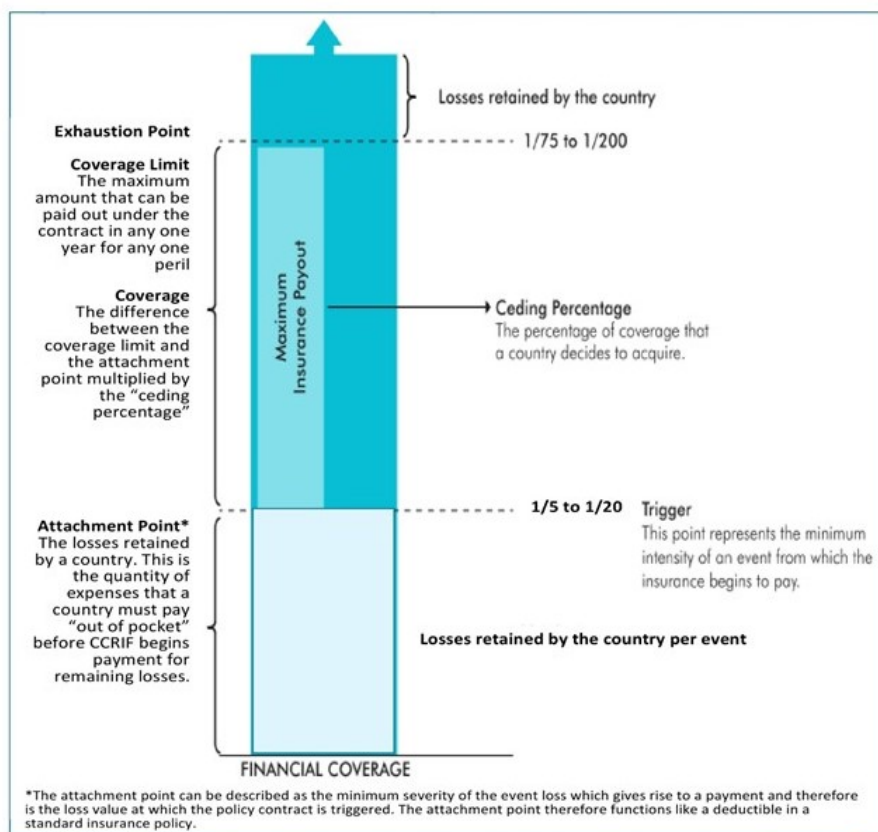 Losses retained by the country
Exhaustion Point
1/75 to 1/200
Coverage Limit
The maximum
amount that can be
paid out under the
contract in any one
year for any one
peril
Coverage
The difference
between the
coverage limit and
the attachment
point multiplied by
the “ceding
percentage”
Maximum
Insurance Payout
Ceding Percentage
The percentage of coverage that
a country decides to acquire.
1/5 to 1/20
Trigger
This point represents the minimum
intensity of an event from which the
insurance begins to pay.
Attachment Point*
The losses retained
by a country. This is
the quantity of
expenses that a
country must pay
“out of pocket”
before CCRIF begins
payment for
remaining losses.
Losses retained by the country per event
FINANCIAL COVERAGE
*The attachment point can be described as the minimum severity of the event loss which gives rise to a payment and therefore
is the loss value at which the policy contract is triggered. The attachment point therefore functions like a deductible in a
standard insurance policy.